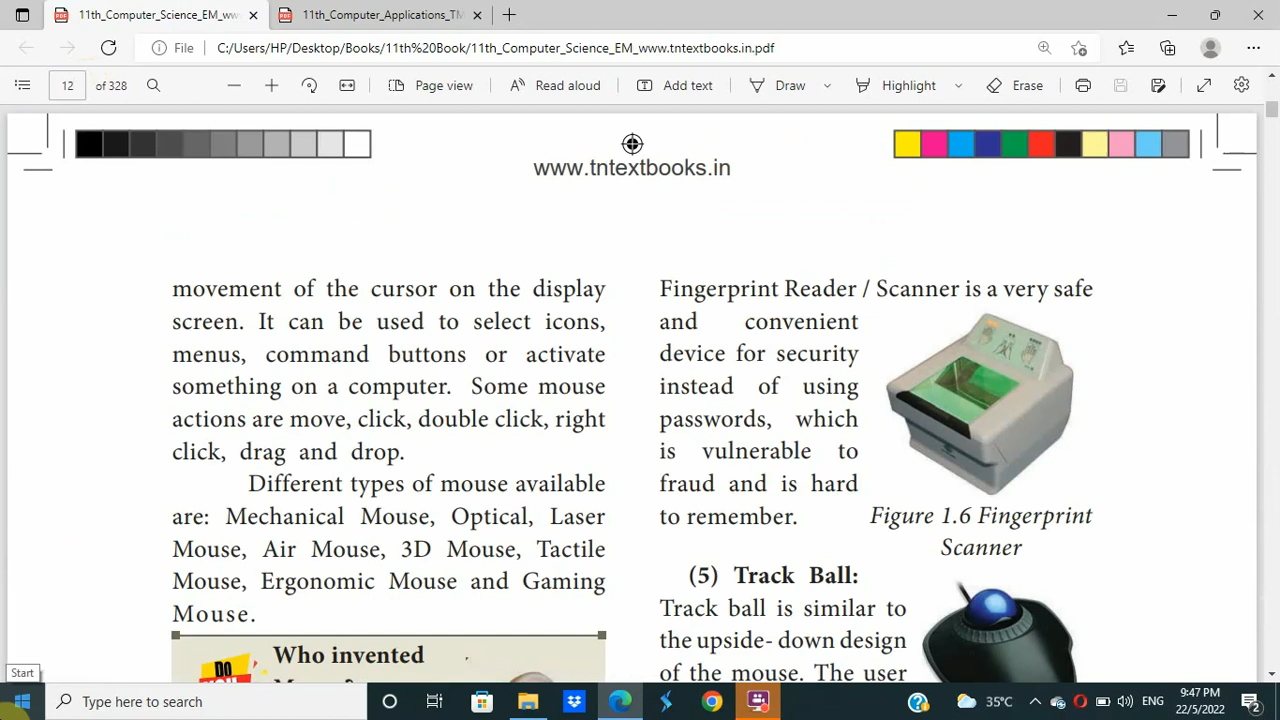 11th_Computer_Science_EM_ww
11th_Computer_Applications_TM
File
C:/Users/HP/Desktop/Books/11th%20Book/11th_Computer_Science_EM_www.tntextbooks.in.pdf
12 of 328
Page view
Read aloud
Add text
Draw
Highlight
Erase
www.tntextbooks.in
movement of the cursor on the display
screen. It can be used to select icons,
menus, command buttons or activate
something on a computer. Some mouse
actions are move, click, double click, right
click, drag and drop.
Different types of mouse available
are: Mechanical Mouse, Optical, Laser
Mouse, Air Mouse, 3D Mouse, Tactile
Mouse, Ergonomic Mouse and Gaming
Mouse.
DO
Who invented
Fingerprint Reader / Scanner is a very safe
and convenient
device for security
instead of using
passwords, which
is vulnerable to
fraud and is hard
to remember.
Figure 1.6 Fingerprint
Scanner
(5) Track Ball:
Track ball is similar to
the upside- down design
of the mouse. The user
Start
Type here to search
35°C
ENG
9:47 PM
22/5/2022
2